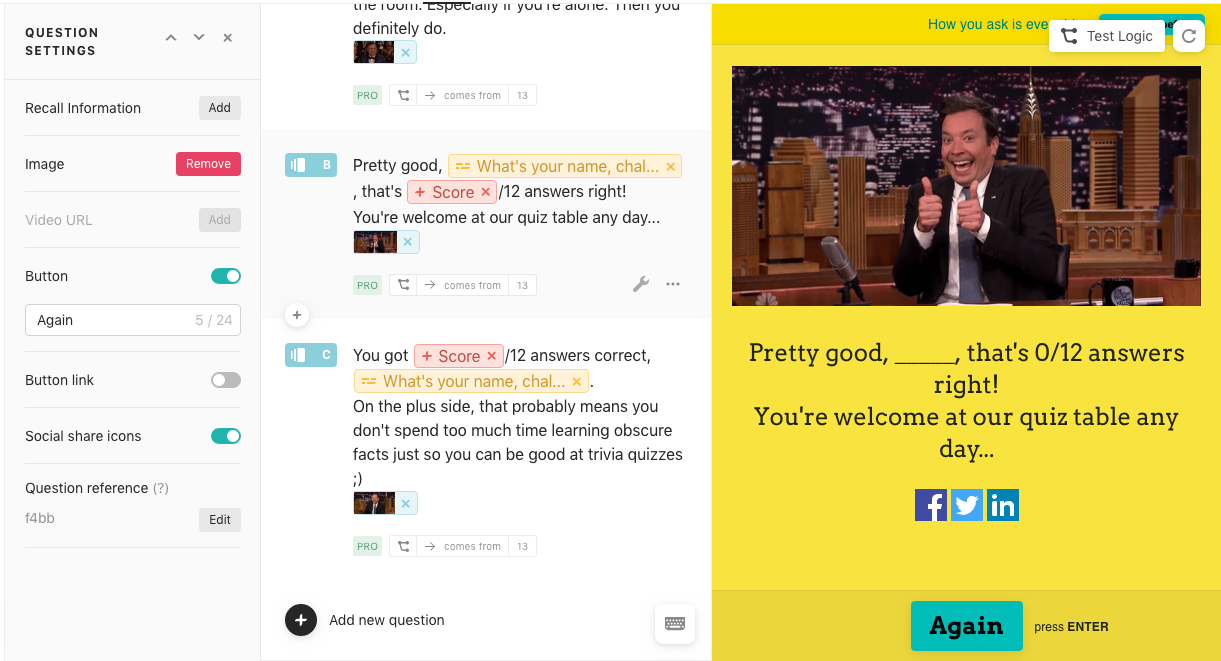 QUESTION
SETTINGS
Recall Information
Add
Image
Remove
Video URL
Add
Button
Again
5 / 24
Button link
Social share icons
Question reference (?)
f4bb
Edit
the room. Especially if you're alone. Then you
definitely do.
PRO
comes from
13
B
Pretty good, What's your name, chal...
, that's + Score /12 answers right!
You're welcome at our quiz table any day...
PRO
comes from
13
C
You got + Score /12 answers correct,
What's your name, chal... .
On the plus side, that probably means you
don't spend too much time learning obscure
facts just so you can be good at trivia quizzes
;)
PRO
comes from
13
Add new question
How you ask is
Test Logic
Pretty good, _____, that's 0/12 answers
right!
You're welcome at our quiz table any
day...
f
in
Again
press ENTER